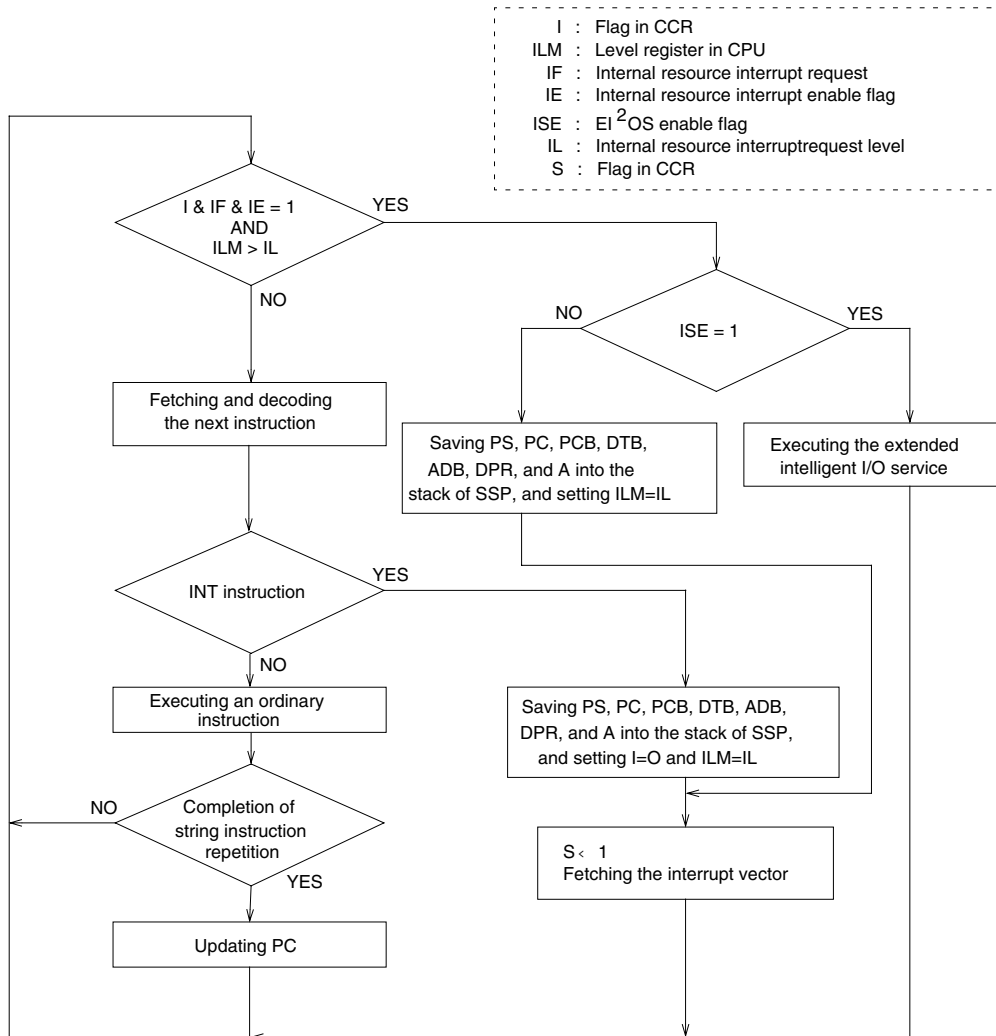 I : Flag in CCR
ILM : Level register in CPU
IF : Internal resource interrupt request
IE : Internal resource interrupt enable flag
ISE : EI 2OS enable flag
IL : Internal resource interruptrequest level
S : Flag in CCR
I & IF & IE = 1
AND
ILM > IL
YES
NO
ISE = 1
NO
YES
Fetching and decoding
the next instruction
Saving PS, PC, PCB, DTB,
ADB, DPR, and A into the
stack of SSP, and setting ILM=IL
Executing the extended
intelligent I/O service
INT instruction
YES
NO
Executing an ordinary
instruction
Saving PS, PC, PCB, DTB, ADB,
DPR, and A into the stack of SSP,
and setting I=O and ILM=IL
Completion of
string instruction
repetition
NO
YES
S< 1
Fetching the interrupt vector
Updating PC